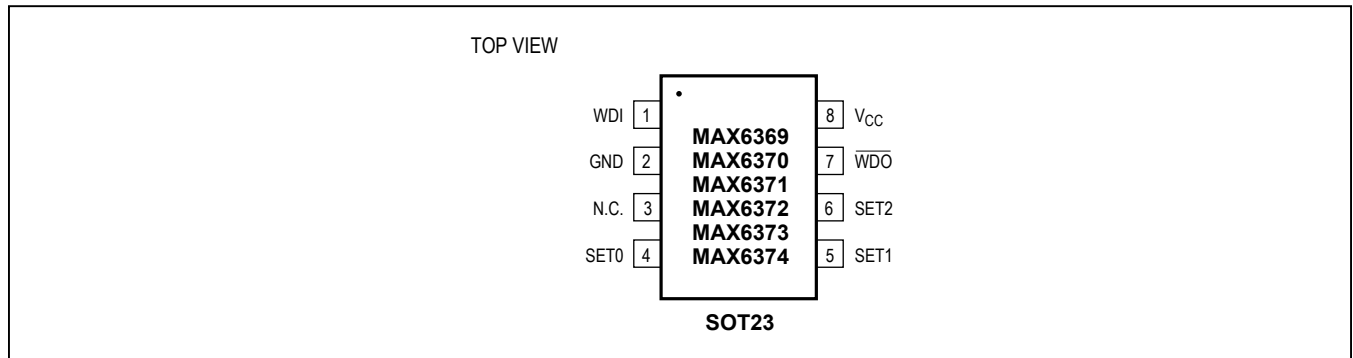 TOP VIEW
WDI 1
GND 2
N.C. 3
SET0 4
MAX6369
MAX6370
MAX6371
MAX6372
MAX6373
MAX6374
8 VCC
7 WDO
6 SET2
5 SET1
SOT23